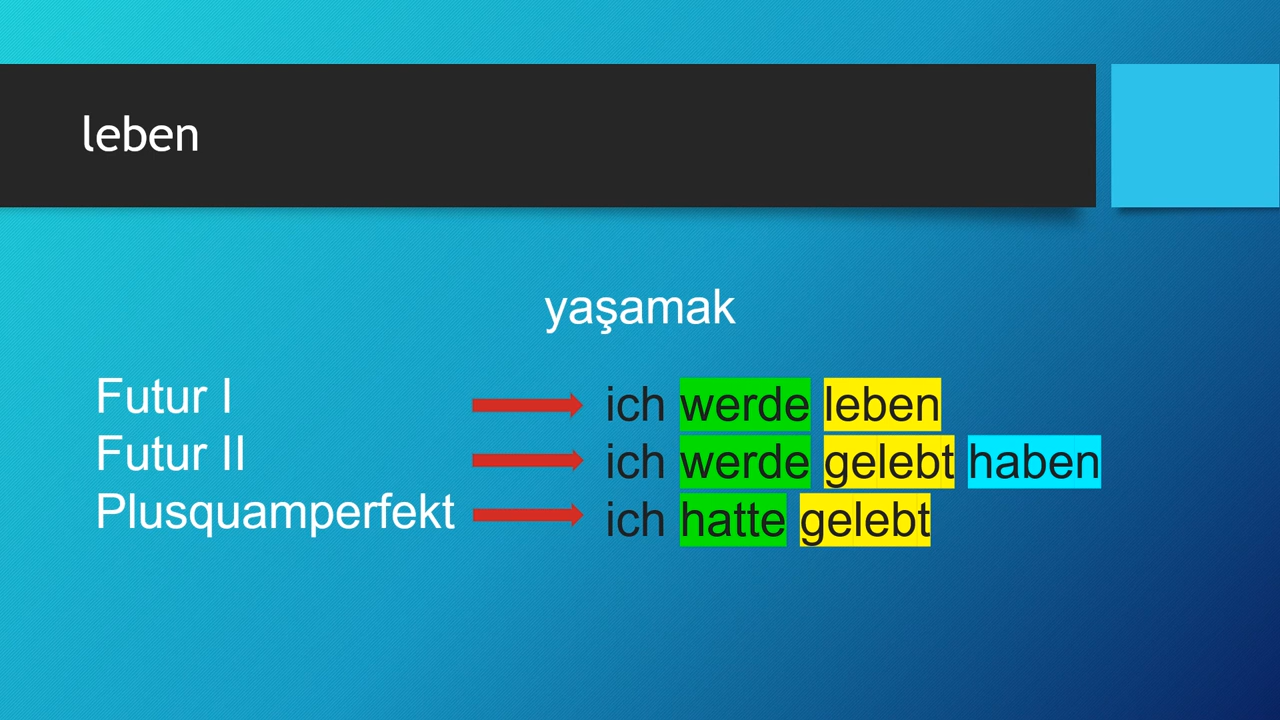 leben
yaşamak
Futur I ich werde leben
Futur II ich werde gelebt haben
Plusquamperfekt ich hatte gelebt